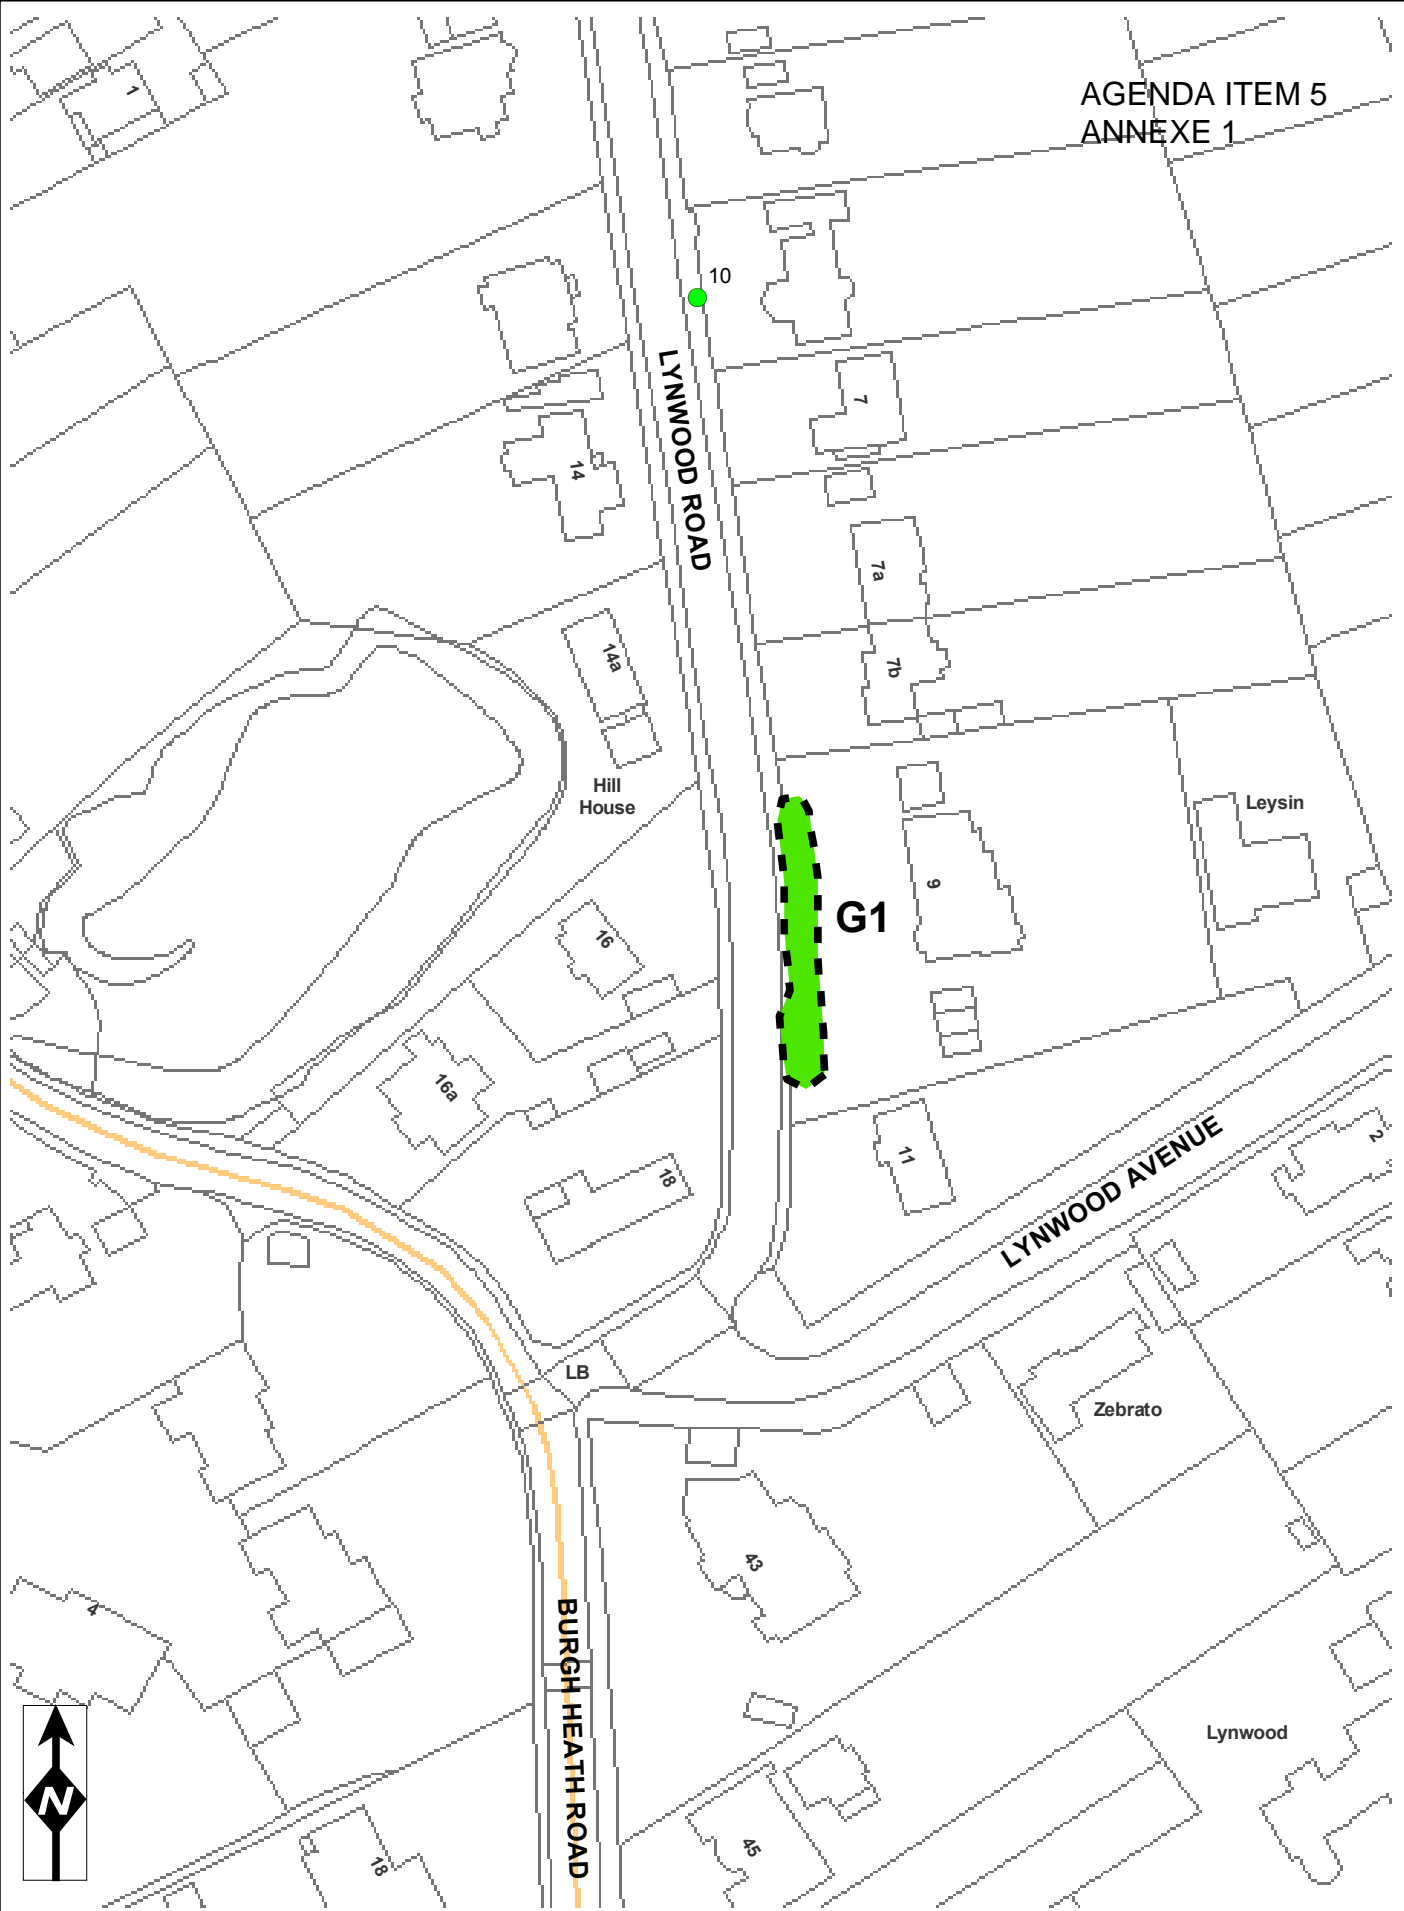 AGENDA ITEM 5
ANNEXE 1
1
10
LYNWOOD ROAD
7
14
7a
14a
7b
Hill
House
Leysin
9
G1
16
16a
11
2
18
LYNWOOD AVENUE
LB
Zebrato
43
4
BURGH HEATH ROAD
Lynwood
N
45
18